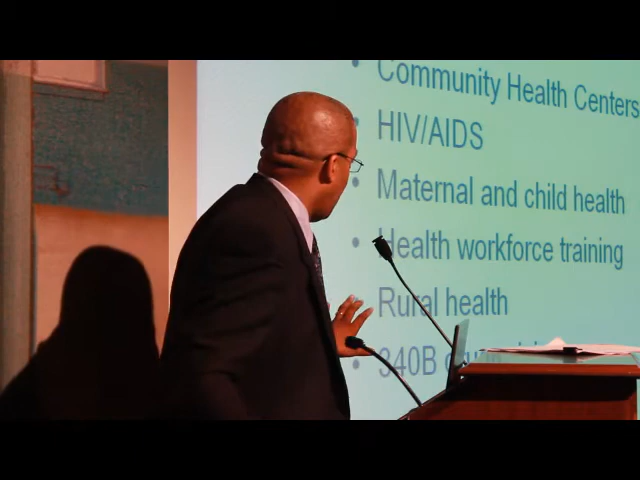 • Community Health Centers
• HIV/AIDS
• Maternal and child health
• Health workforce training
• Rural health
• 340B